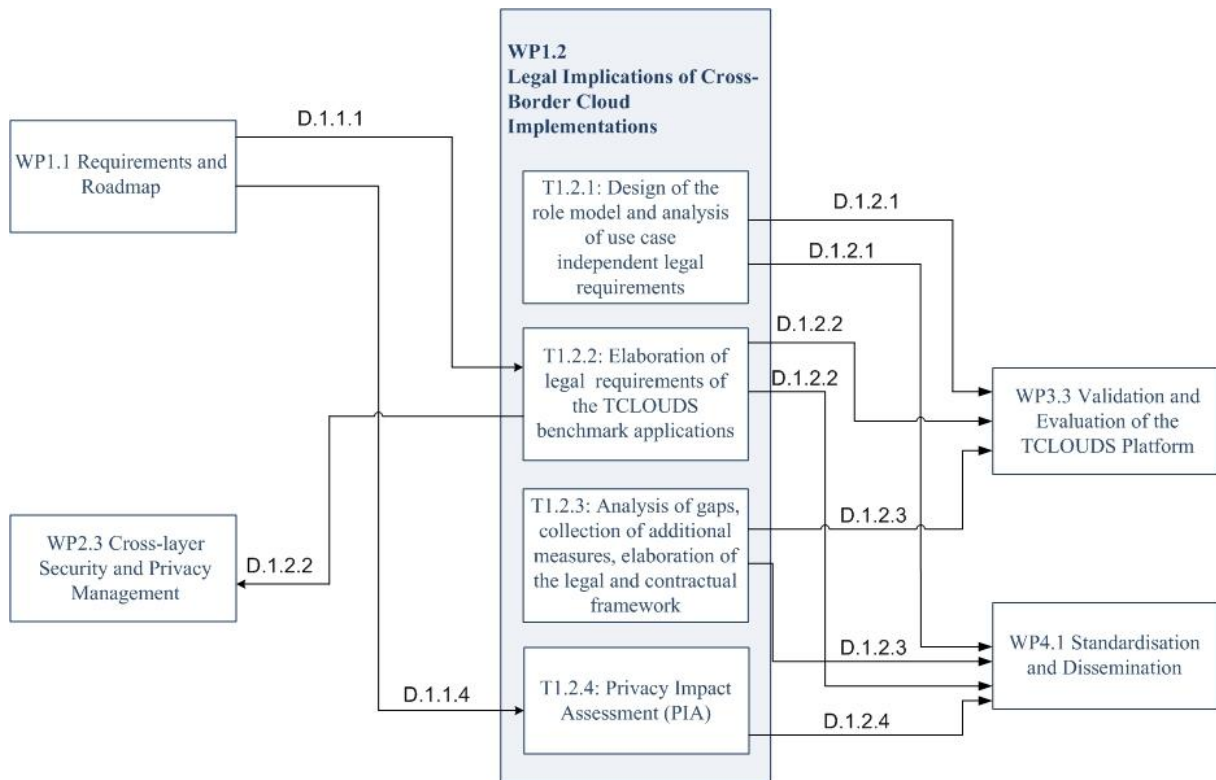 WP1.2
Legal Implications of Cross-
Border Cloud
Implementations
D.1.1.1
WP1.1 Requirements and
Roadmap
T1.2.1: Design of the
role model and analysis
of use case
independent legal
requirements
D.1.2.1
D.1.2.1
D.1.2.2
T1.2.2: Elaboration of
legal requirements of
the TCLOUDS
benchmark applications
D.1.2.2
WP3.3 Validation and
Evaluation of the
TCLOUDS Platform
T1.2.3: Analysis of gaps,
collection of additional
measures, elaboration of
the legal and contractual
framework
D.1.2.3
WP2.3 Cross-layer
Security and Privacy
Management
D.1.2.2
D.1.2.3
WP4.1 Standardisation
and Dissemination
D.1.1.4
T1.2.4: Privacy Impact
Assessment (PIA)
D.1.2.4